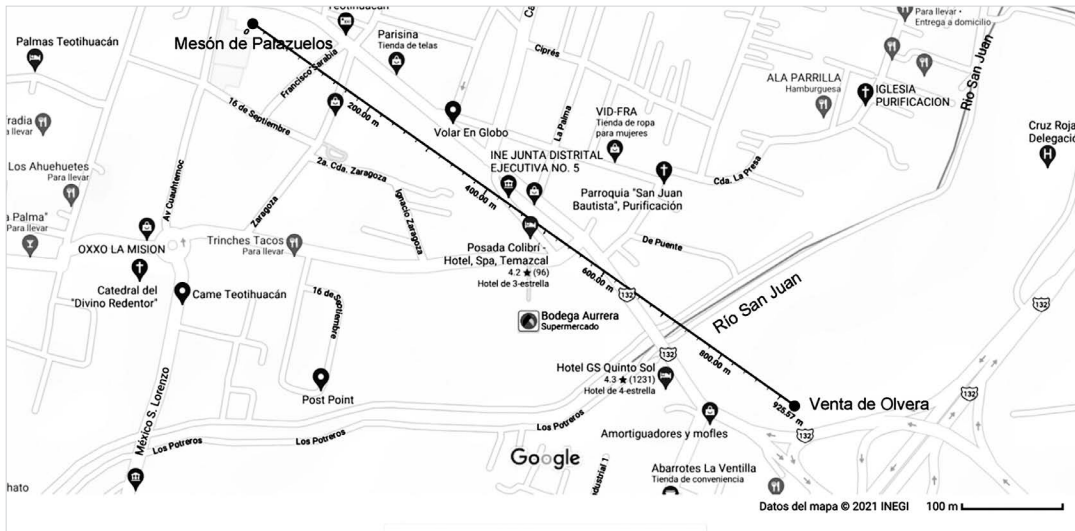 Teotihuacán
Para llevar •
Entrega a domicilio
Palmas Teotihuacán
Mesón de Palazuelos
0
Parisina
Tienda de telas
Ciprés
Río San Juan
Francisco Sarabia
ALA PARRILLA
Hamburguesa
IGLESIA
PURIFICACION
200.00 m
16 de Septiembre
Volar En Globo
La Palma
VID-FRA
Tienda de ropa
para mujeres
Cruz Roja
Delegació
radia
a llevar
Los Ahuehuetes
Para llevar
2a. Cda. Zaragoza
INE JUNTA DISTRITAL
EJECUTIVA NO. 5
Cda. La Presa
Av Cuauhtemoc
Ignacio Zaragoza
400.00 m
Parroquia "San Juan
Bautista", Purificación
a Palma"
Para llevar
Zaragoza
OXXO LA MISION
Trinches Tacos
Para llevar
Posada Colibrí -
Hotel, Spa, Temazcal
4.2 ★ (96)
Hotel de 3-estrella
De Puente
600.00 m
132
Catedral del
"Divino Redentor"
Came Teotihuacán
16 de Septiembre
Río San Juan
132
Bodega Aurrera
Supermercado
132
800.00 m
Hotel GS Quinto Sol
4.3 ★ (1231)
Hotel de 4-estrella
132
Post Point
925.57 m
Venta de Olvera
México S. Lorenzo
Los Potreros
Los Potreros
Los Potreros
Amortiguadores y mofles
132
Google
Industrial 1
Abarrotes La Ventilla
Tienda de conveniencia
hato
Datos del mapa © 2021 INEGI
100 m